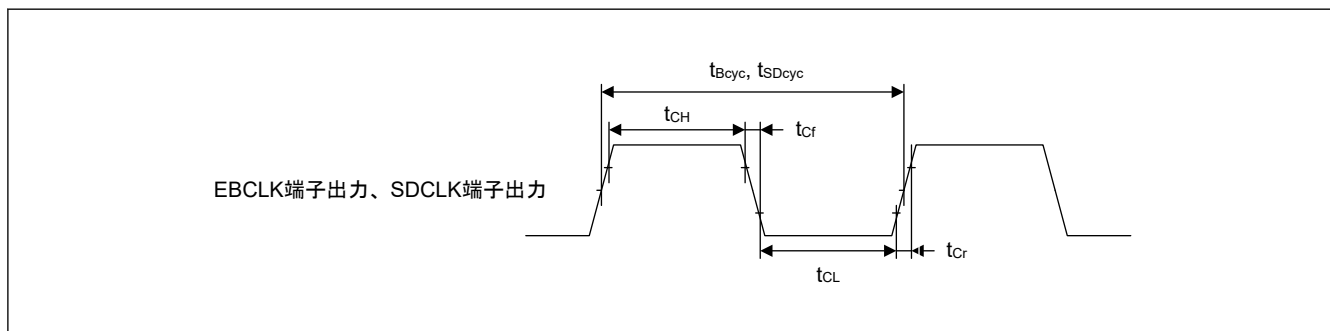 tBcyc, tSDcyc
tCH
tCf
EBCLK端子出力、SDCLK端子出力
tCr
tCL